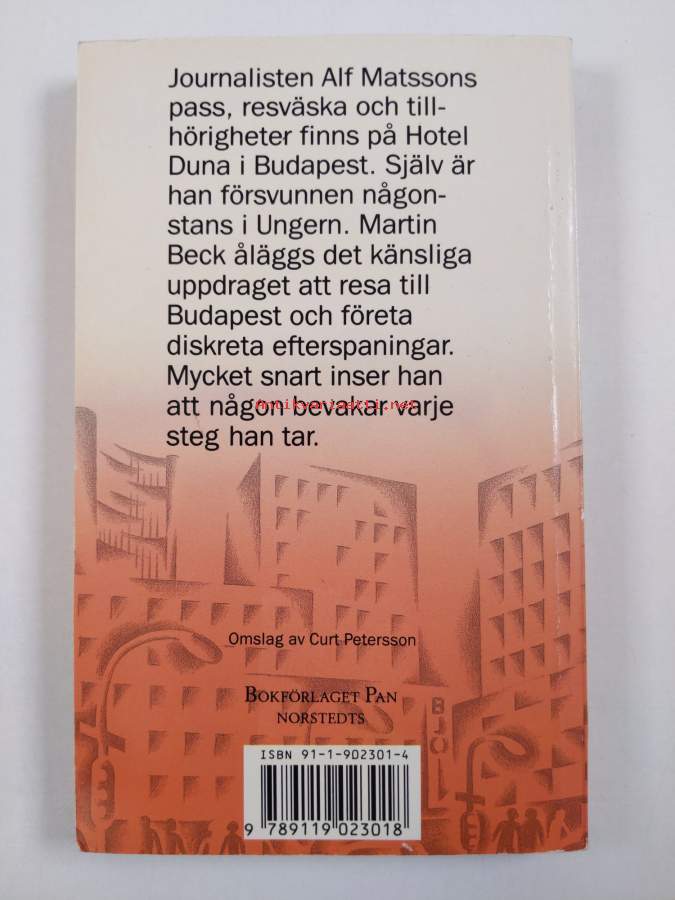 Journalisten Alf Matssons
pass, resväska och till-
hörigheter finns på Hotel
Duna i Budapest. Själv är
han försvunnen någon-
stans i Ungern. Martin
Beck åläggs det känsliga
uppdraget att resa till
Budapest och företa
diskreta efterspaningar.
Mycket snart inser han
att någon bevakar varje
Antikvariaatti.net
steg han tar.
Omslag av Curt Petersson
BOKFÖRLAGET PAN
NORSTEDTS
ISBN 91-1-902301-4
9 789119 023018